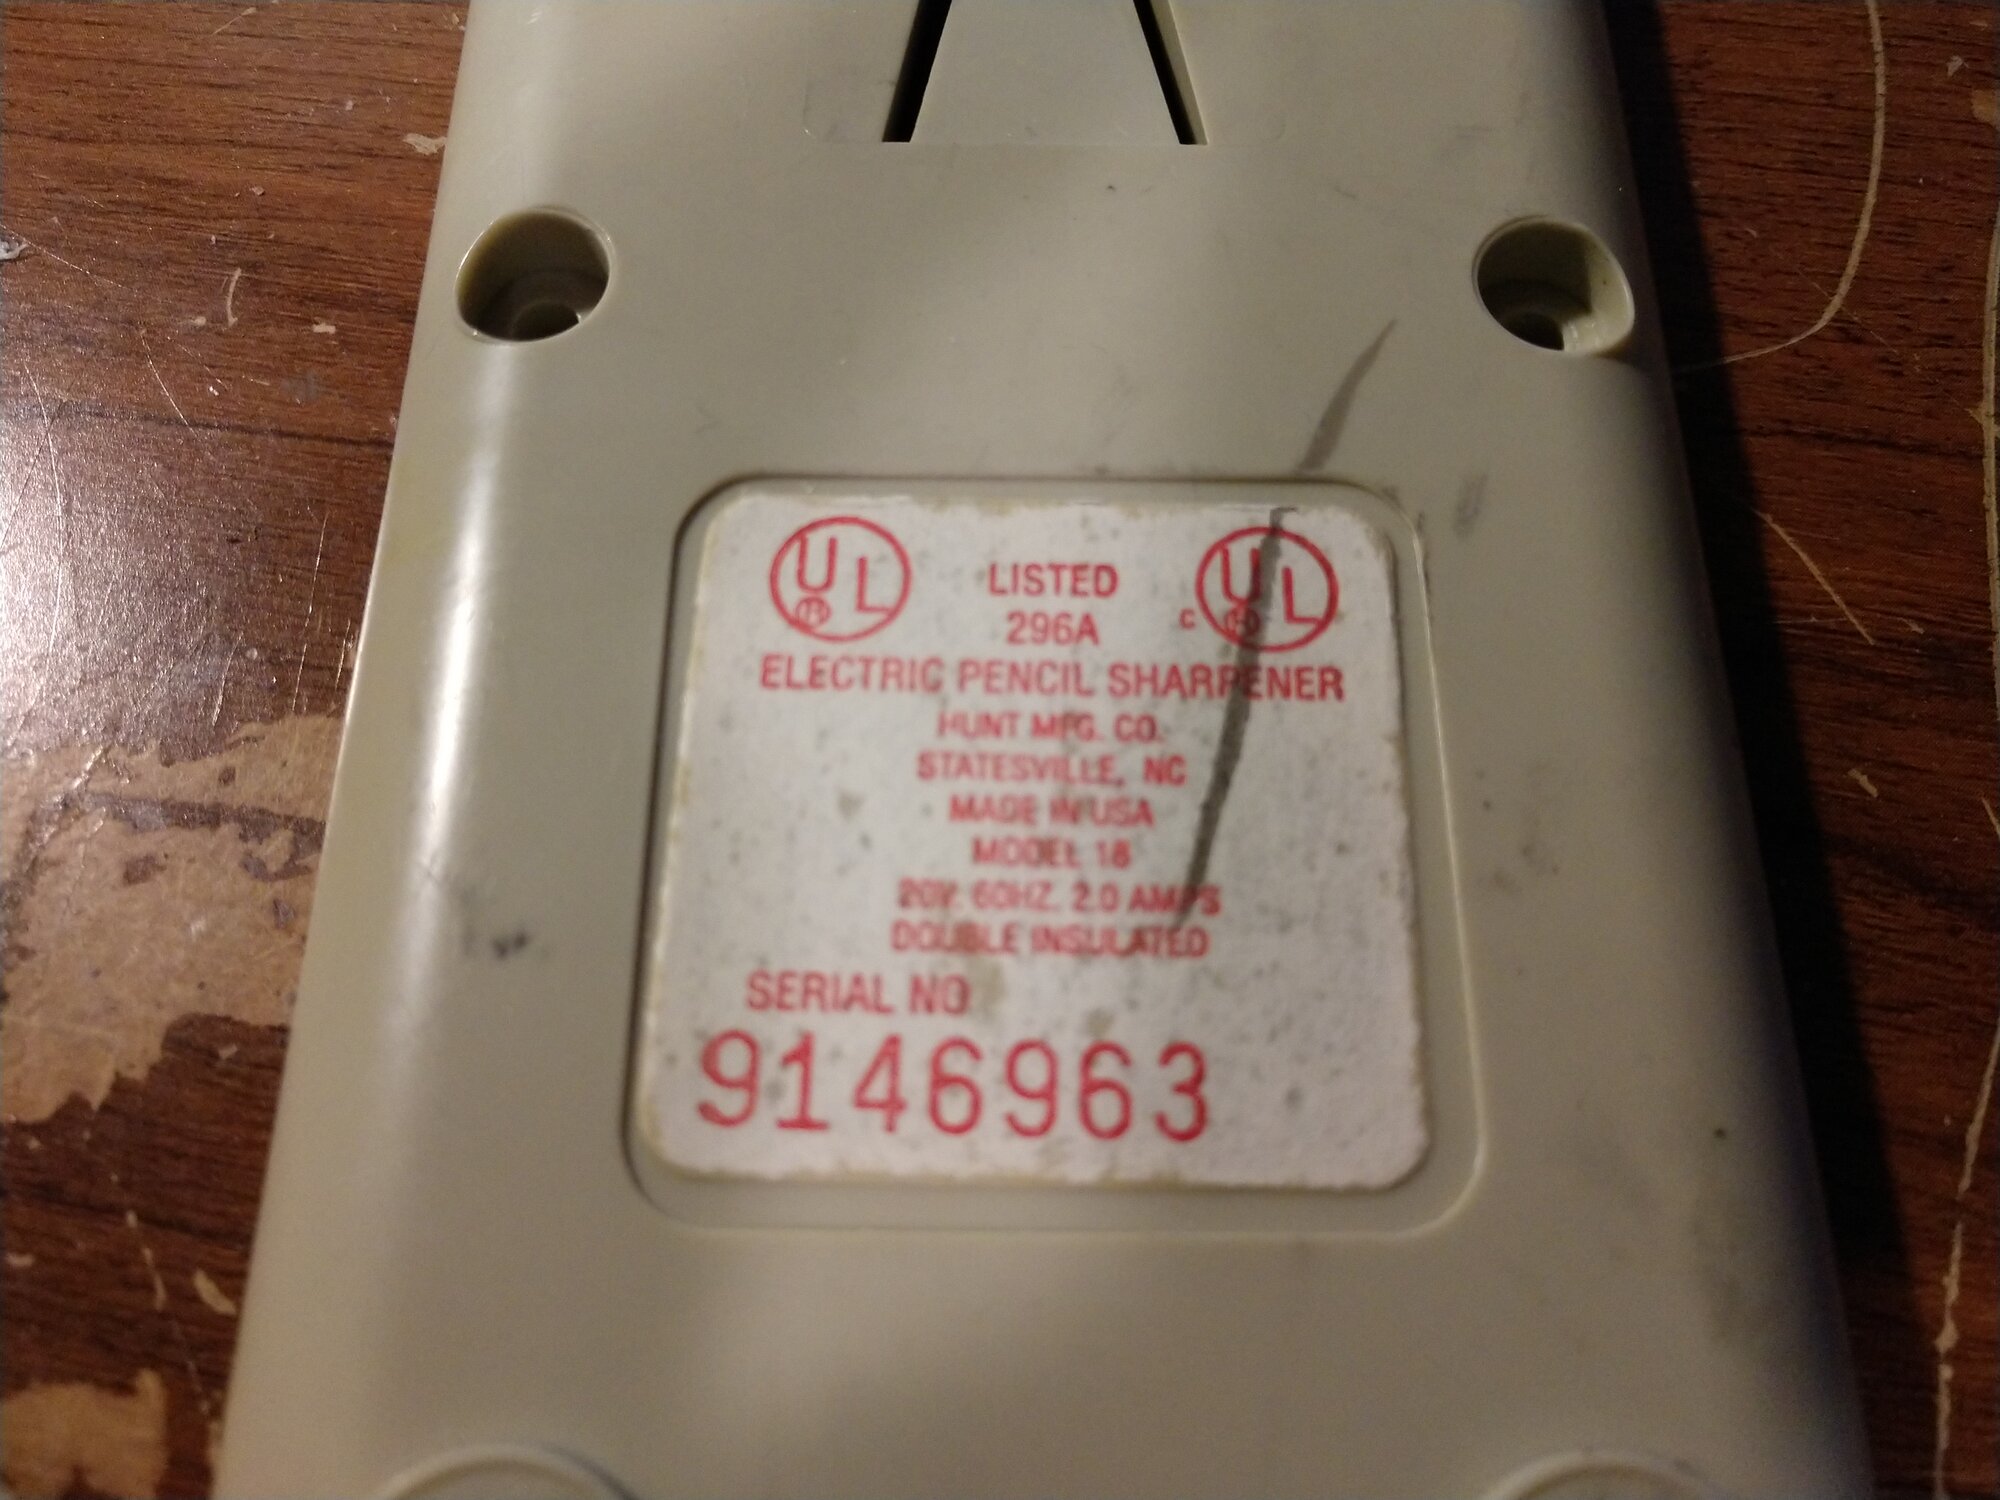 UL ® LISTED c UL ®
296A
ELECTRIC PENCIL SHARPENER
HUNT MFG. CO.
STATESVILLE, NC
MADE IN USA
MODEL 18
20V. 60HZ. 2.0 AMPS
DOUBLE INSULATED
SERIAL NO
9146963